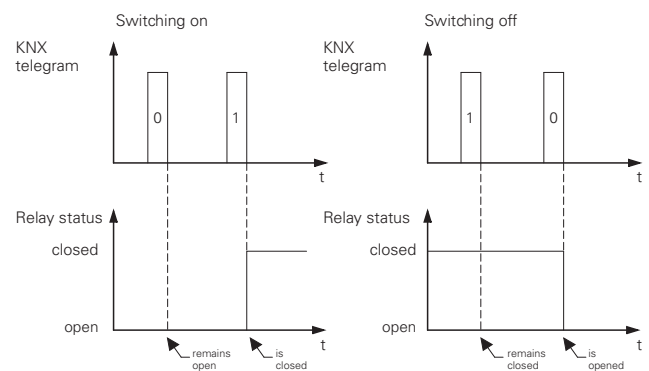 Switching on
KNX
telegram
0
1
t
Relay status
closed
open
t
remains
open
is
closed
Switching off
KNX
telegram
1
0
t
Relay status
closed
open
t
remains
closed
is
opened